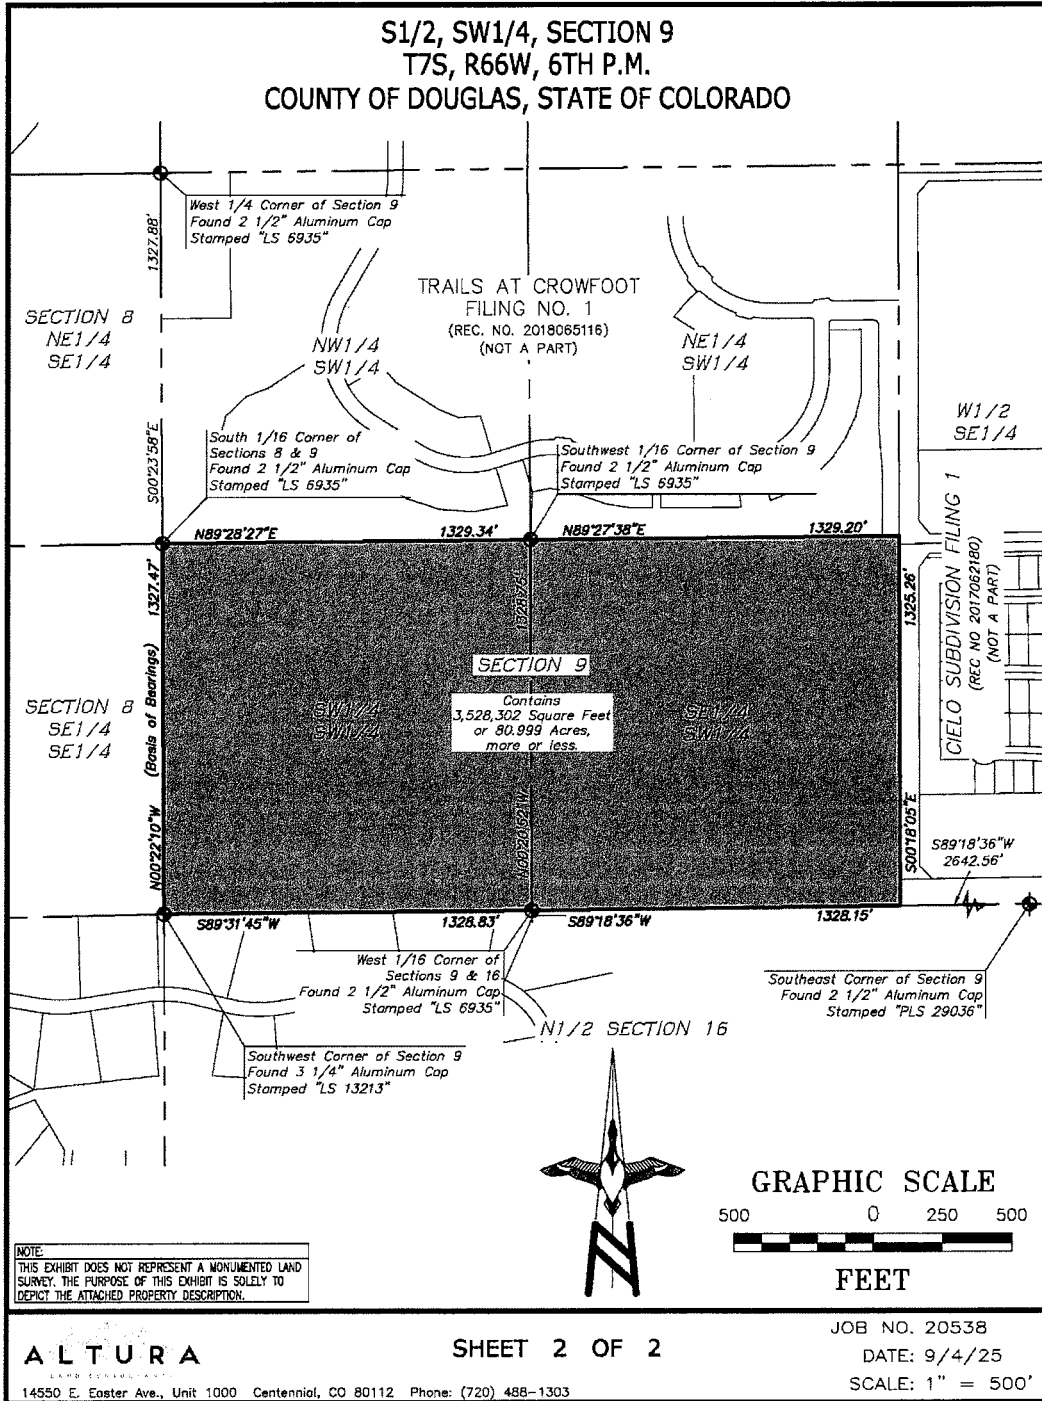 S1/2, SW1/4, SECTION 9
T7S, R66W, 6TH P.M.
COUNTY OF DOUGLAS, STATE OF COLORADO
West 1/4 Corner of Section 9
Found 2 1/2" Aluminum Cap
Stamped "LS 6935"
1327.88'
S00°23'58"E
SECTION 8
NE1/4
SE1/4
TRAILS AT CROWFOOT
FILING NO. 1
(REC. NO. 2018065116)
(NOT A PART)
NW1/4
SW1/4
NE1/4
SW1/4
W1/2
SE1/4
South 1/16 Corner of
Sections 8 & 9
Found 2 1/2" Aluminum Cap
Stamped "LS 6935"
Southwest 1/16 Corner of Section 9
Found 2 1/2" Aluminum Cap
Stamped "LS 6935"
N89°28'27"E
1329.34'
N89°27'38"E
1329.20'
1327.47'
(Basis of Bearings)
N00°22'10"W
SECTION 8
SE1/4
SE1/4
SECTION 9
Contains
3,528,302 Square Feet
or 80.999 Acres,
more or less.
SW1/4
SW1/4
SE1/4
SW1/4
N00°20'52"W
1325.26'
S00°18'05"E
CIELO SUBDIVISION FILING 1
(REC NO 2017062180)
(NOT A PART)
S89°18'36"W
2642.56'
S89°31'45"W
1328.83'
S89°18'36"W
1328.15'
West 1/16 Corner of
Sections 9 & 16
Found 2 1/2" Aluminum Cap
Stamped "LS 6935"
Southeast Corner of Section 9
Found 2 1/2" Aluminum Cap
Stamped "PLS 29036"
N1/2 SECTION 16
Southwest Corner of Section 9
Found 3 1/4" Aluminum Cap
Stamped "LS 13213"
GRAPHIC SCALE
500 0 250 500
FEET
NOTE:
THIS EXHIBIT DOES NOT REPRESENT A MONUMENTED LAND
SURVEY. THE PURPOSE OF THIS EXHIBIT IS SOLELY TO
DEPICT THE ATTACHED PROPERTY DESCRIPTION.
ALTURA
LAND CONSULTANTS
14550 E. Easter Ave., Unit 1000 Centennial, CO 80112 Phone: (720) 488-1303
SHEET 2 OF 2
JOB NO. 20538
DATE: 9/4/25
SCALE: 1" = 500'